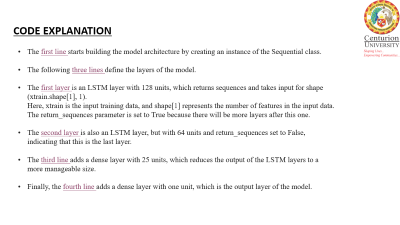 CODE EXPLANATION
Centurion
UNIVERSITY
• The first line starts building the model architecture by creating an instance of the Sequential class.
• The following three lines define the layers of the model.
• The first layer is an LSTM layer with 128 units, which returns sequences and takes input for shape
(xtrain.shape[1], 1).
Here, xtrain is the input training data, and shape[1] represents the number of features in the input data.
The return_sequences parameter is set to True because there will be more layers after this one.
• The second layer is also an LSTM layer, but with 64 units and return_sequences set to False,
indicating that this is the last layer.
• The third line adds a dense layer with 25 units, which reduces the output of the LSTM layers to a
more manageable size.
• Finally, the fourth line adds a dense layer with one unit, which is the output layer of the model.